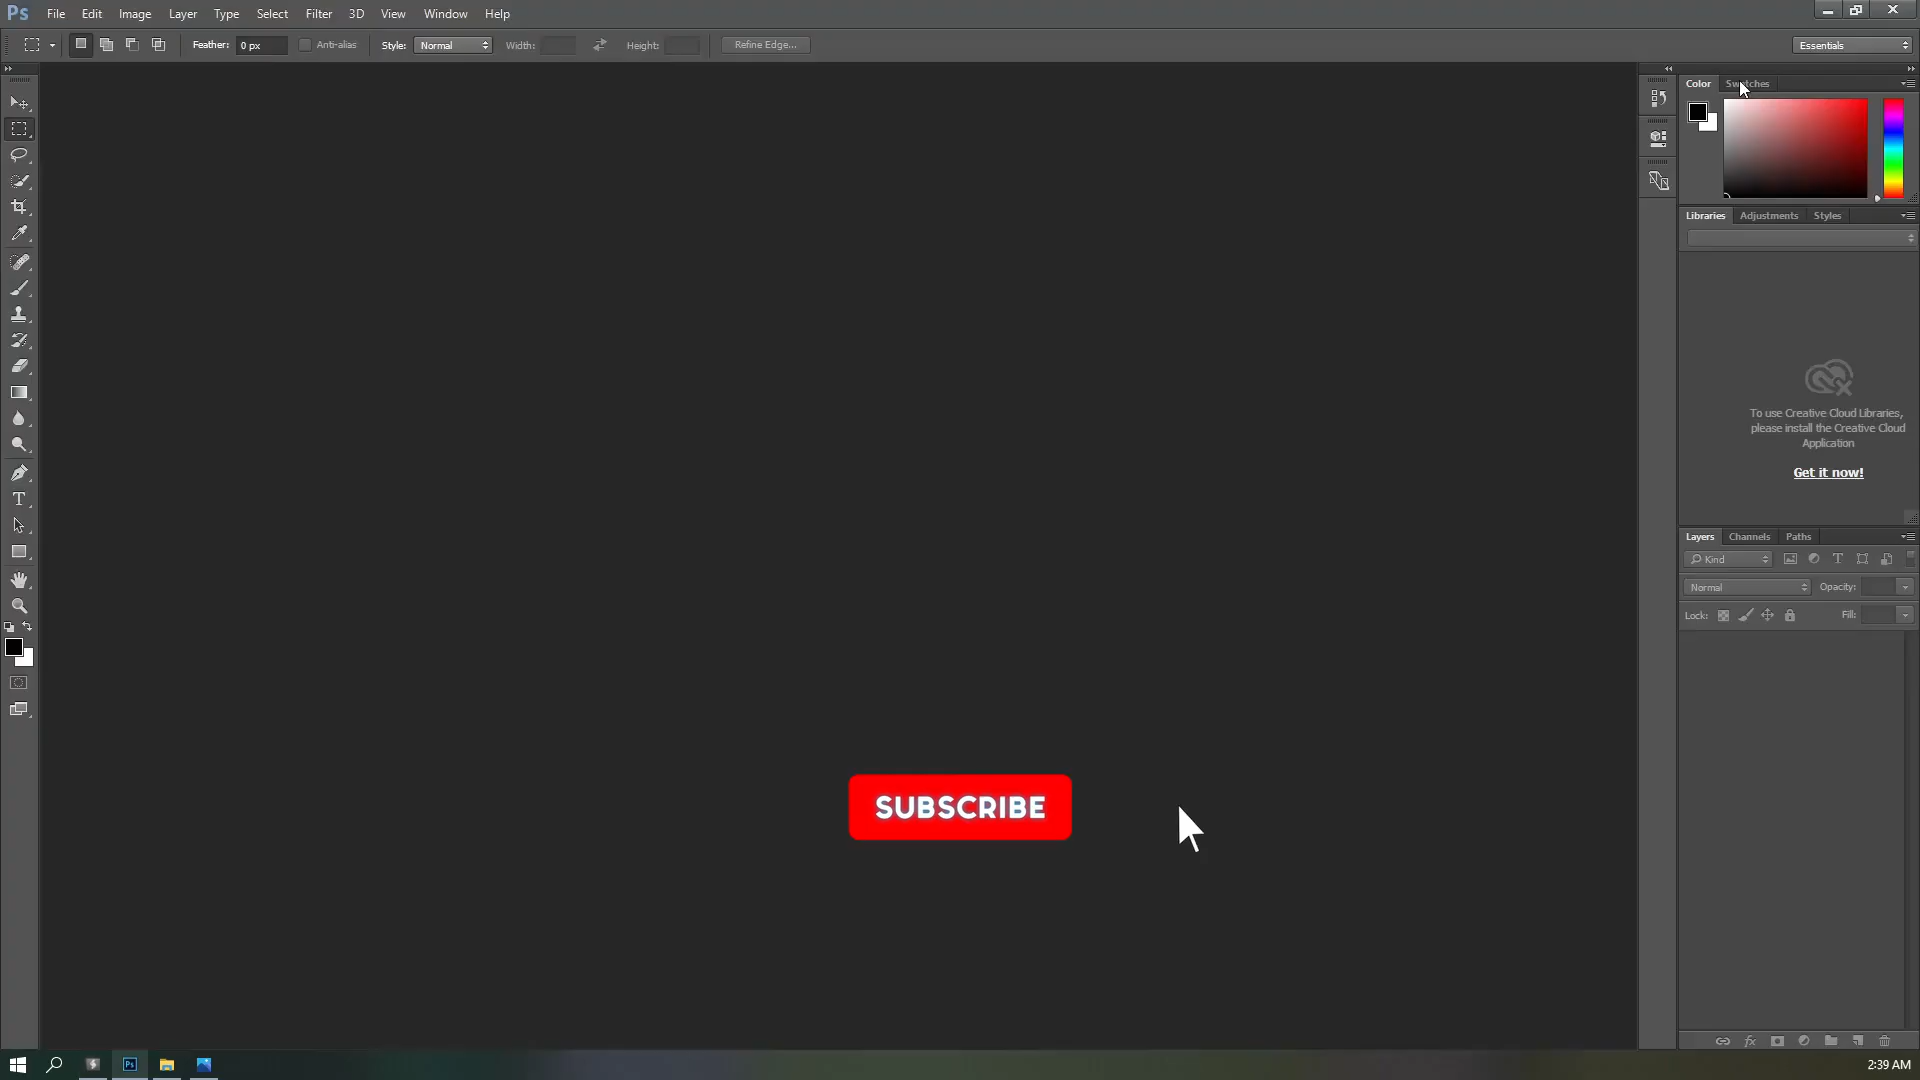 Ps File Edit Image Layer Type Select Filter 3D View Window Help
Feather: 0 px Anti-alias Style: Normal Width: Height: Refine Edge... Essentials
Color Swatches
Libraries Adjustments Styles
To use Creative Cloud Libraries,
please install the Creative Cloud
Application
Get it now!
Layers Channels Paths
Kind
Normal Opacity:
Lock: Fill:
SUBSCRIBE
Ps
2:39 AM